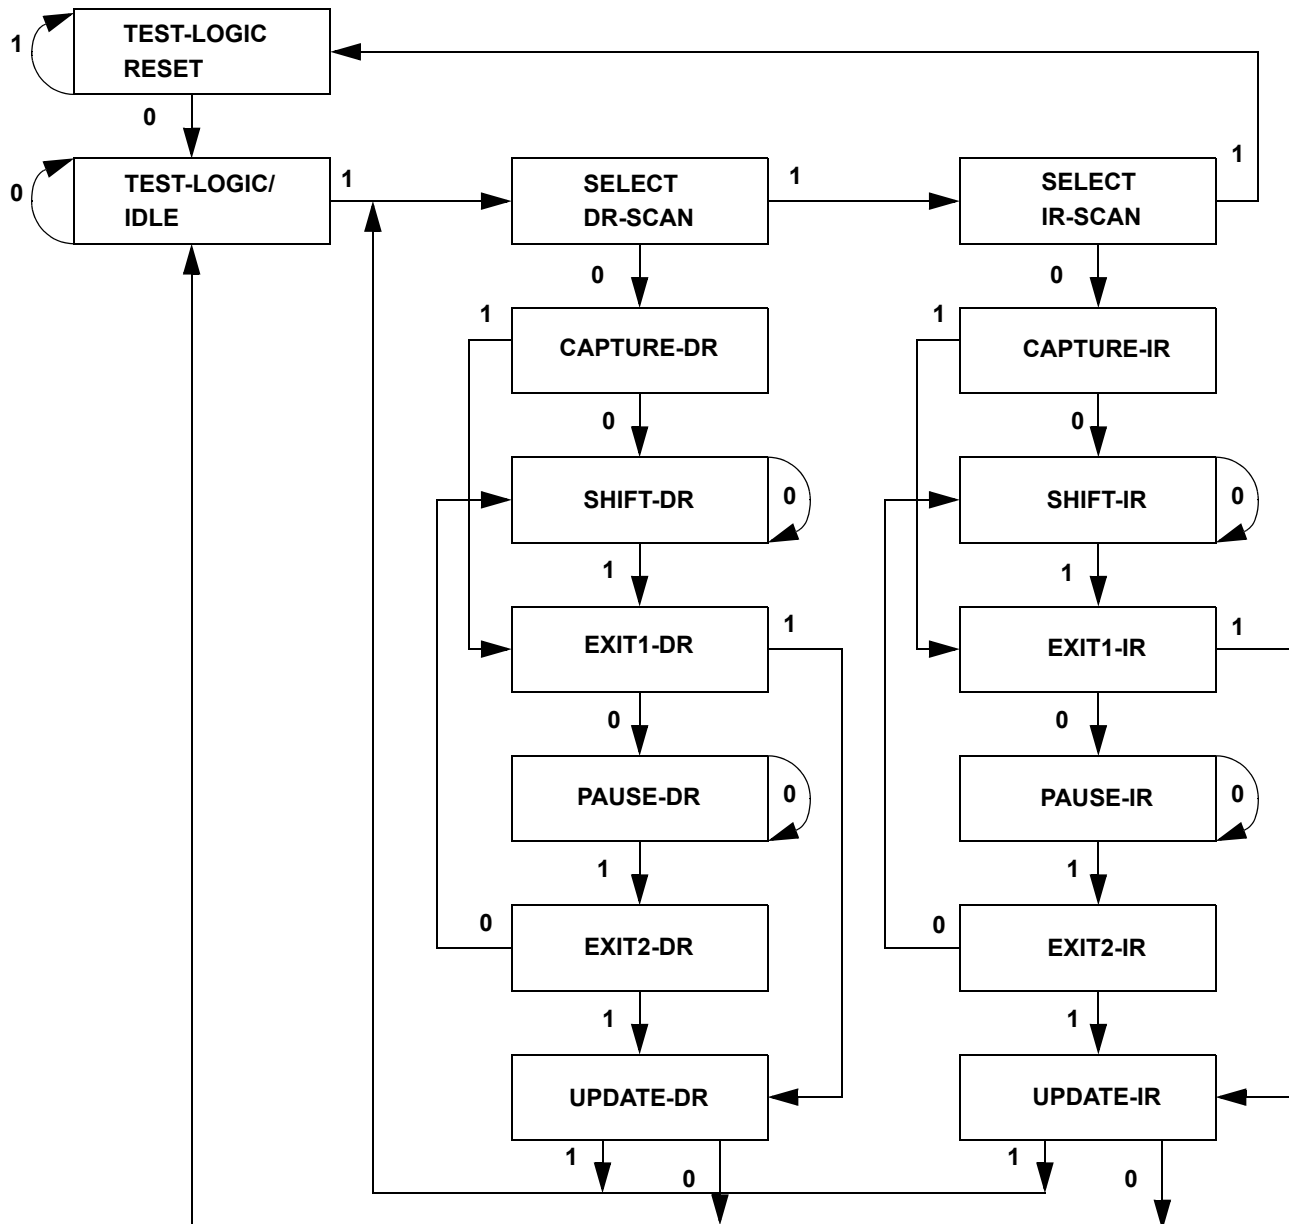 1
TEST-LOGIC
RESET
0
0
TEST-LOGIC/
IDLE
1
SELECT
DR-SCAN
1
SELECT
IR-SCAN
1
0
0
1
CAPTURE-DR
1
CAPTURE-IR
0
0
SHIFT-DR
0
SHIFT-IR
0
1
1
EXIT1-DR
1
EXIT1-IR
1
0
0
PAUSE-DR
0
PAUSE-IR
0
1
1
0
EXIT2-DR
0
EXIT2-IR
1
1
UPDATE-DR
UPDATE-IR
1
0
1
0